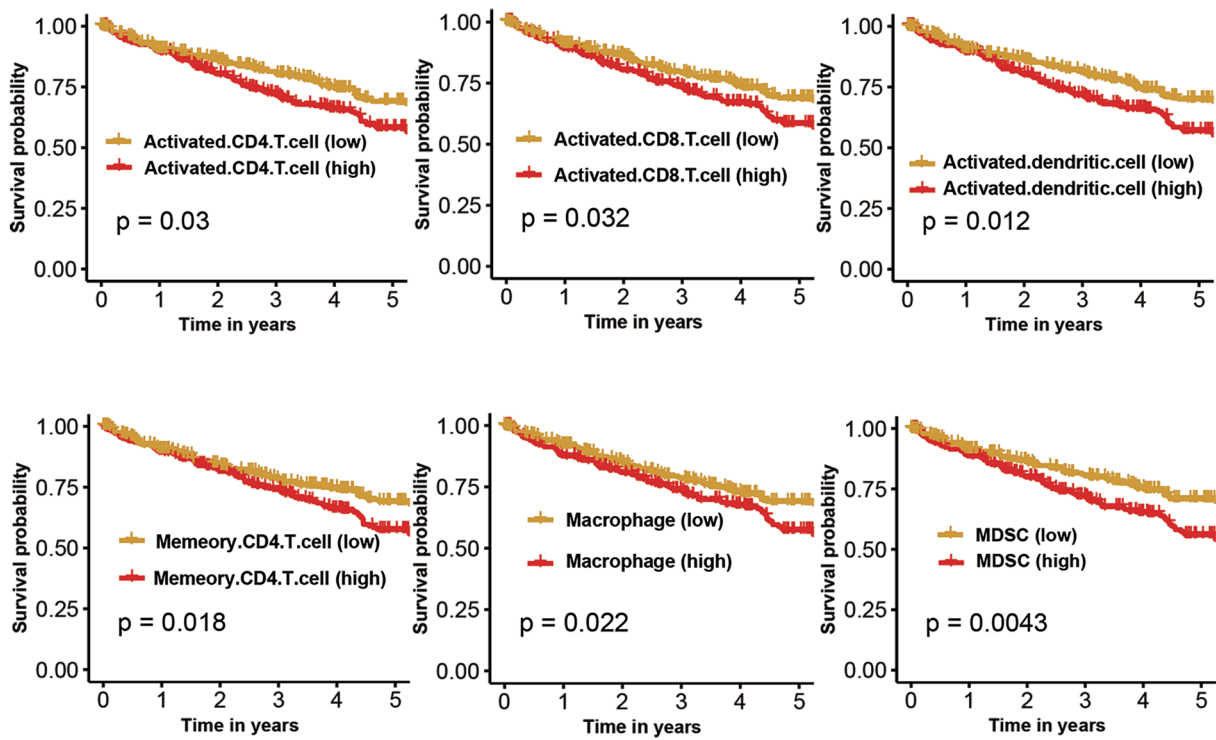 Survival probability
1.00
0.75
0.50
0.25
0.00
Activated.CD4.T.cell (low)
Activated.CD4.T.cell (high)
p = 0.03
0 1 2 3 4 5
Time in years
Survival probability
1.00
0.75
0.50
0.25
0.00
Activated.CD8.T.cell (low)
Activated.CD8.T.cell (high)
p = 0.032
0 1 2 3 4 5
Time in years
Survival probability
1.00
0.75
0.50
0.25
0.00
Activated.dendritic.cell (low)
Activated.dendritic.cell (high)
p = 0.012
0 1 2 3 4 5
Time in years
Survival probability
1.00
0.75
0.50
0.25
0.00
Memeory.CD4.T.cell (low)
Memeory.CD4.T.cell (high)
p = 0.018
0 1 2 3 4 5
Time in years
Survival probability
1.00
0.75
0.50
0.25
0.00
Macrophage (low)
Macrophage (high)
p = 0.022
0 1 2 3 4 5
Time in years
Survival probability
1.00
0.75
0.50
0.25
0.00
MDSC (low)
MDSC (high)
p = 0.0043
0 1 2 3 4 5
Time in years